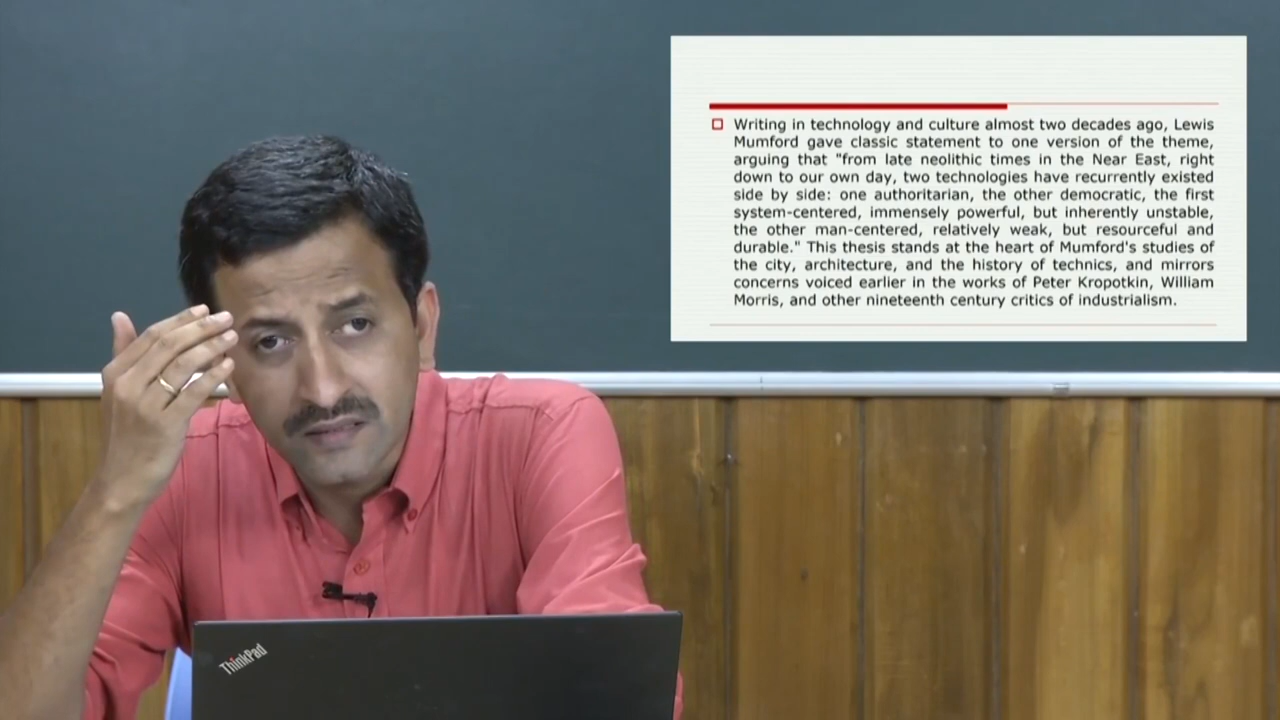 Writing in technology and culture almost two decades ago, Lewis
Mumford gave classic statement to one version of the theme,
arguing that "from late neolithic times in the Near East, right
down to our own day, two technologies have recurrently existed
side by side: one authoritarian, the other democratic, the first
system-centered, immensely powerful, but inherently unstable,
the other man-centered, relatively weak, but resourceful and
durable." This thesis stands at the heart of Mumford's studies of
the city, architecture, and the history of technics, and mirrors
concerns voiced earlier in the works of Peter Kropotkin, William
Morris, and other nineteenth century critics of industrialism.
ThinkPad